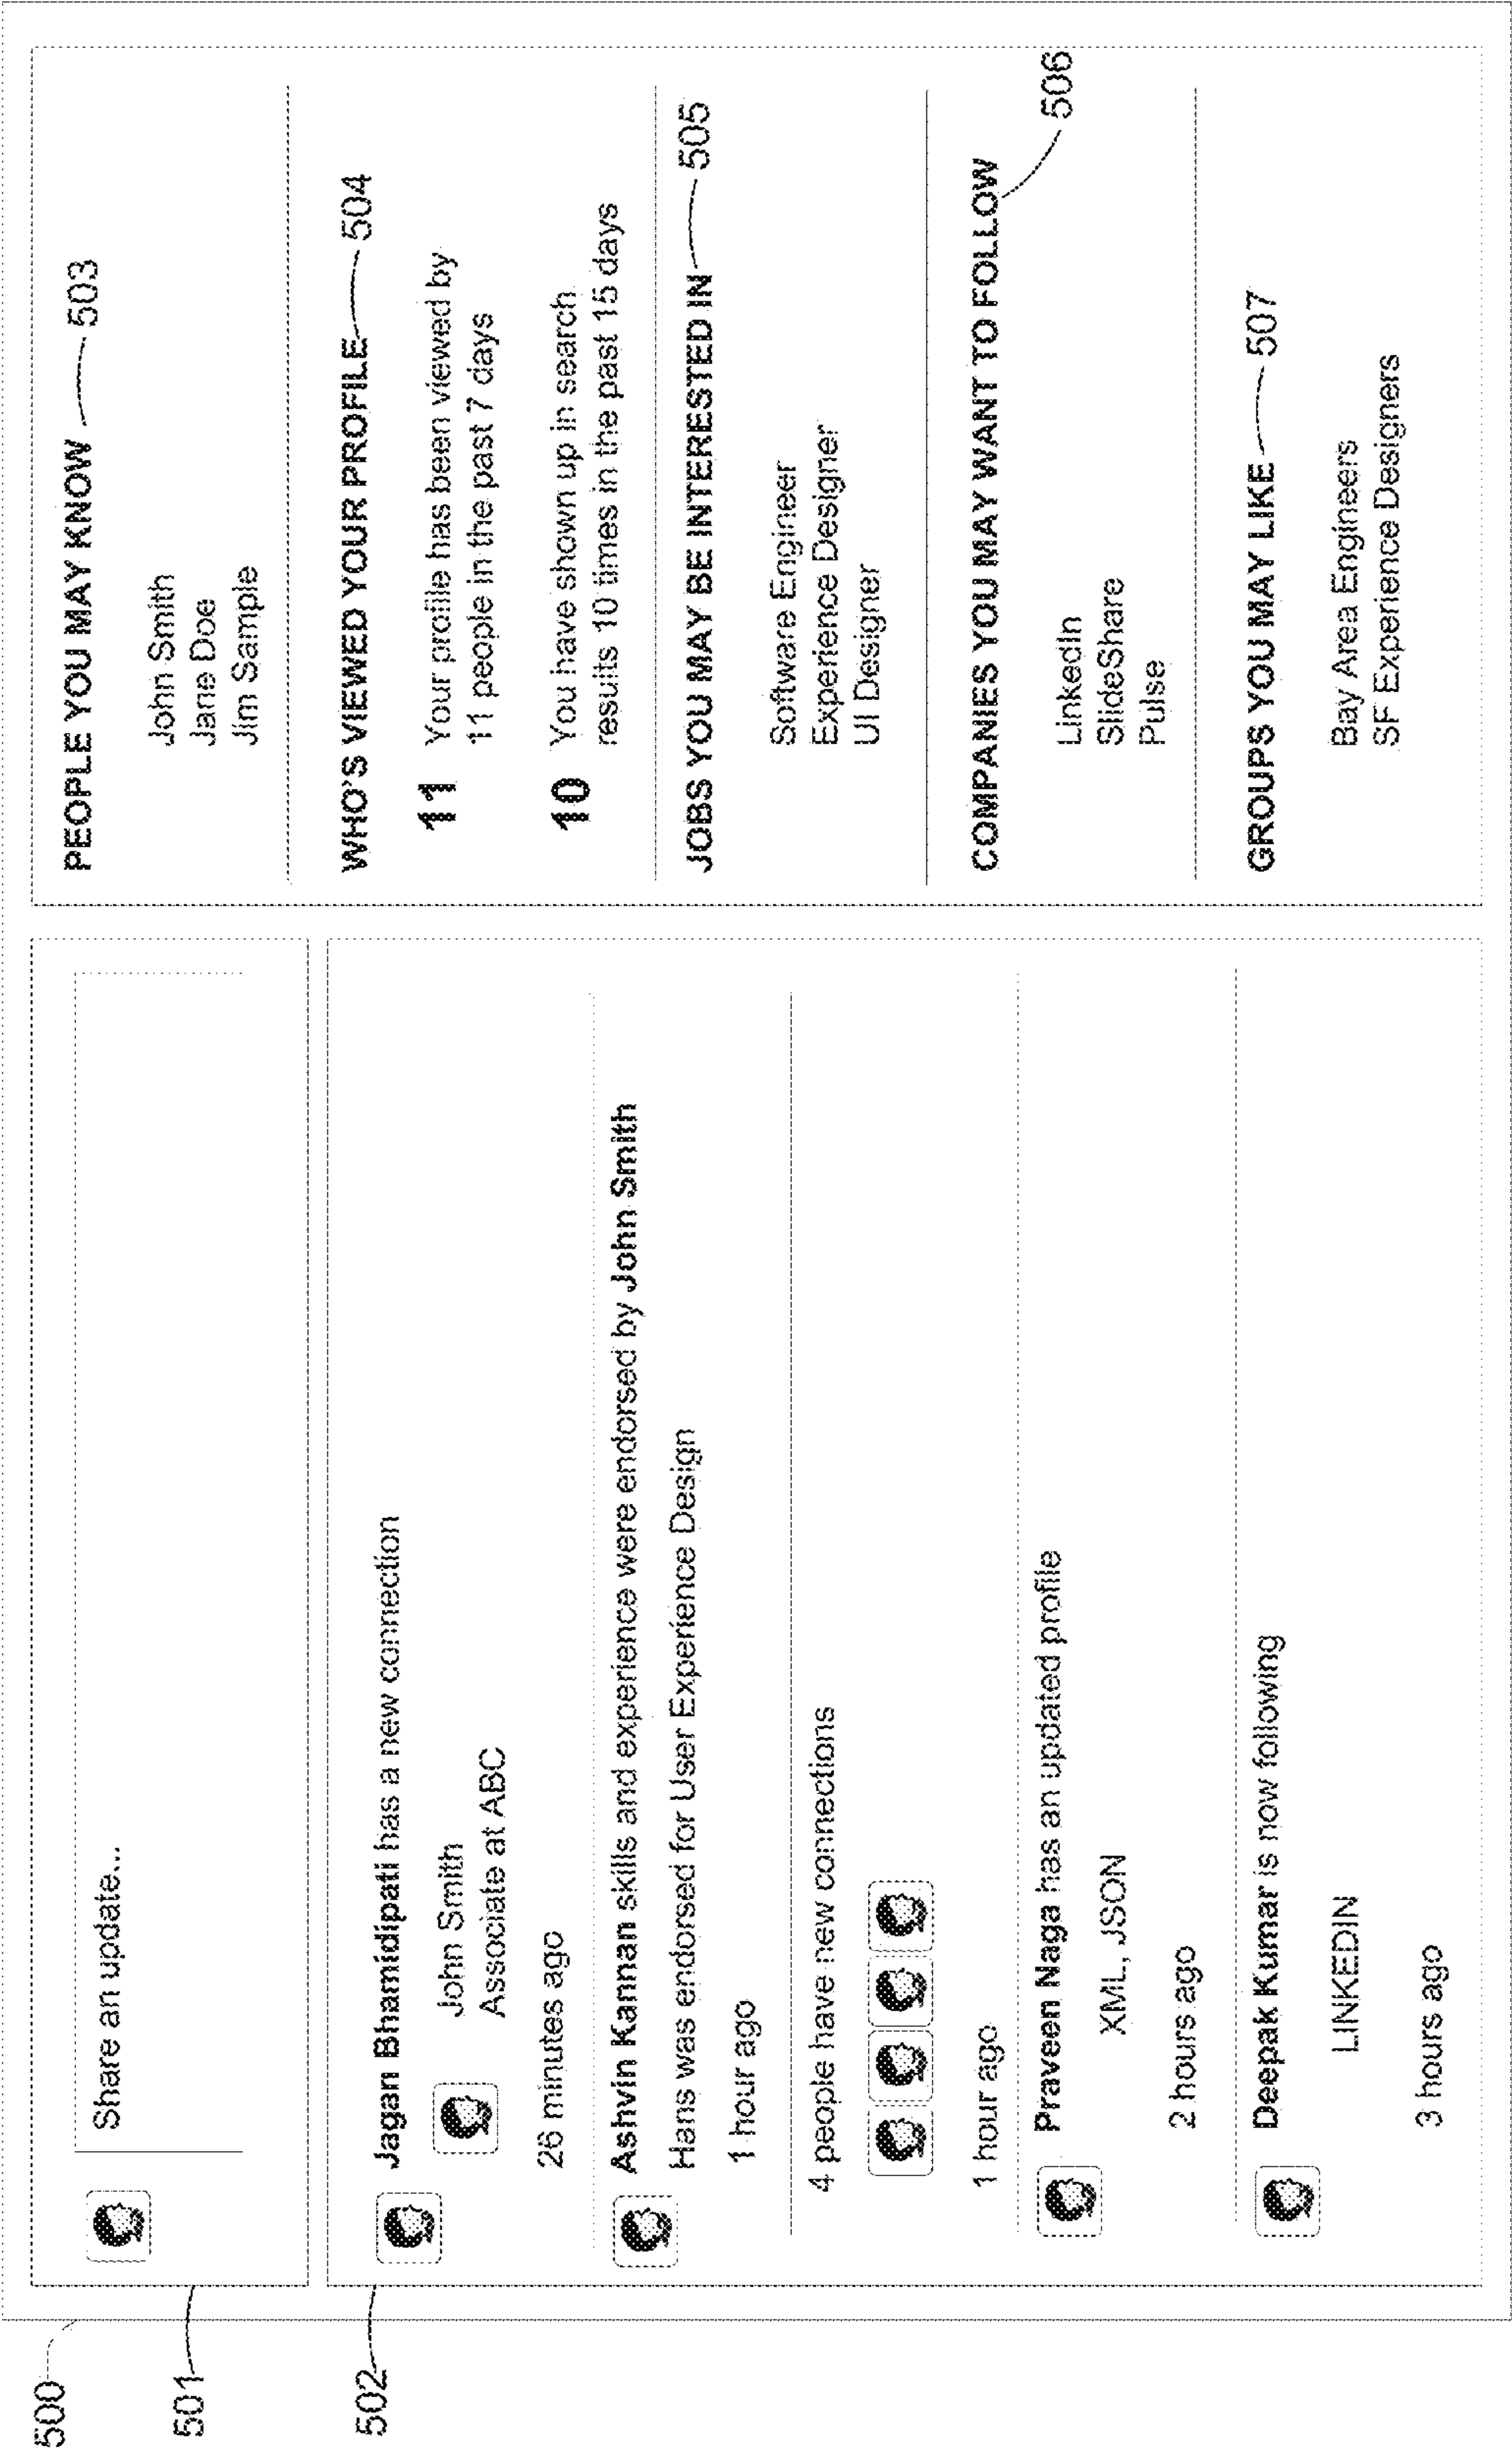 500
501
Share an update...
502
Jagan Bhamidipati has a new connection
John Smith
Associate at ABC
26 minutes ago
Ashvin Kannan skills and experience were endorsed by John Smith
Hans was endorsed for User Experience Design
1 hour ago
4 people have new connections
1 hour ago
Praveen Naga has an updated profile
XML, JSON
2 hours ago
Deepak Kumar is now following
LINKEDIN
3 hours ago
PEOPLE YOU MAY KNOW 503
John Smith
Jane Doe
Jim Sample
WHO'S VIEWED YOUR PROFILE 504
11 Your profile has been viewed by
11 people in the past 7 days
10 You have shown up in search
results 10 times in the past 15 days
JOBS YOU MAY BE INTERESTED IN 505
Software Engineer
Experience Designer
UI Designer
COMPANIES YOU MAY WANT TO FOLLOW 506
LinkedIn
SlideShare
Pulse
GROUPS YOU MAY LIKE 507
Bay Area Engineers
SF Experience Designers